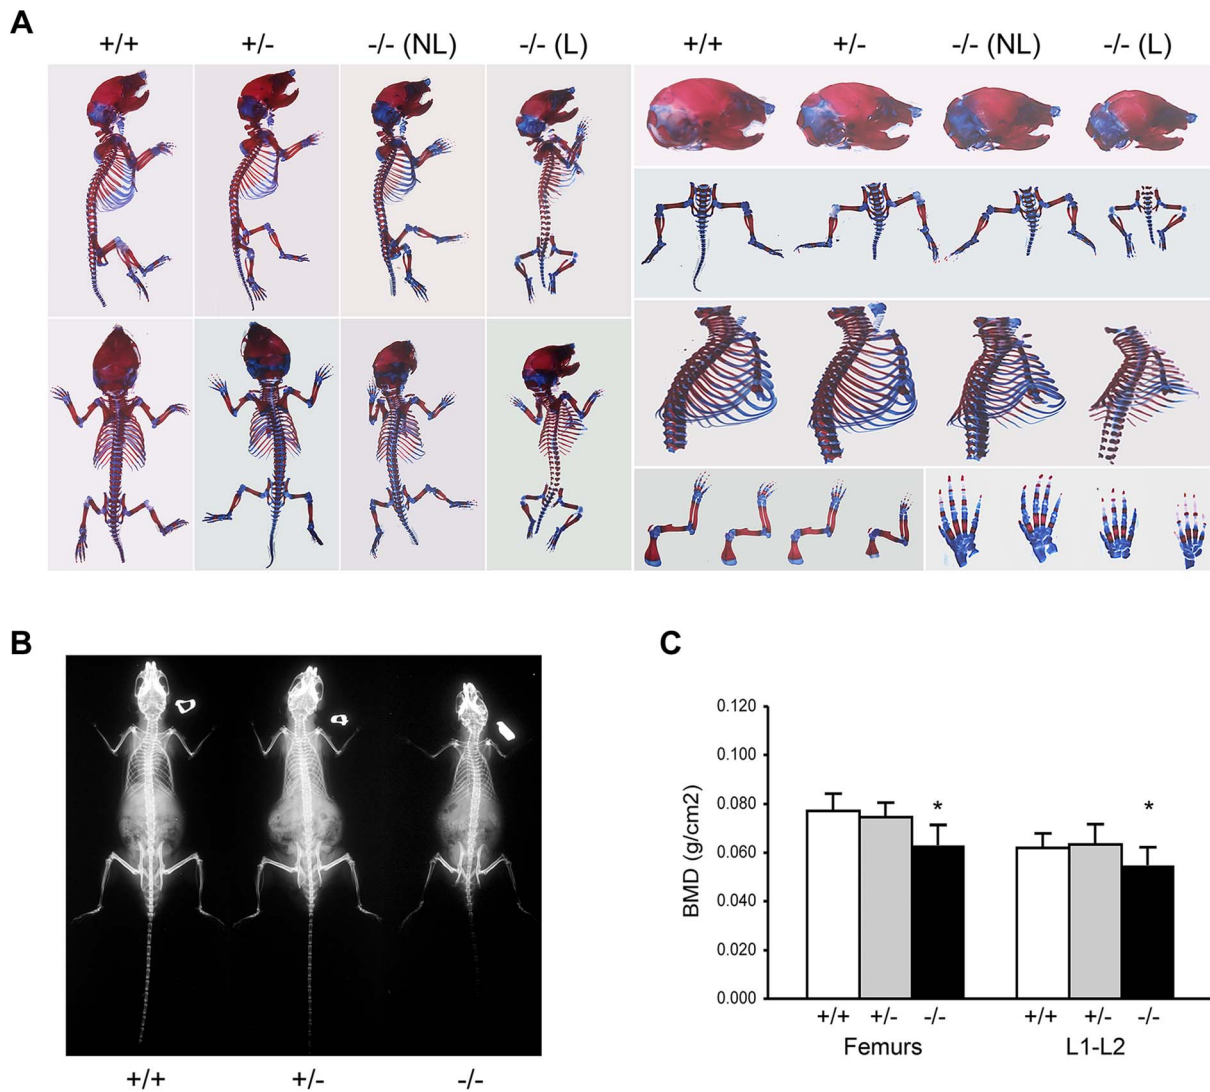 A
+/+ +/- -/- (NL) -/- (L) +/+ +/- -/- (NL) -/- (L)
B
+/+ +/- -/-
C
BMD (g/cm2)
0.120
0.100
0.080
0.060
0.040
0.020
0.000
* *
+/+ +/- -/- +/+ +/- -/-
Femurs L1-L2